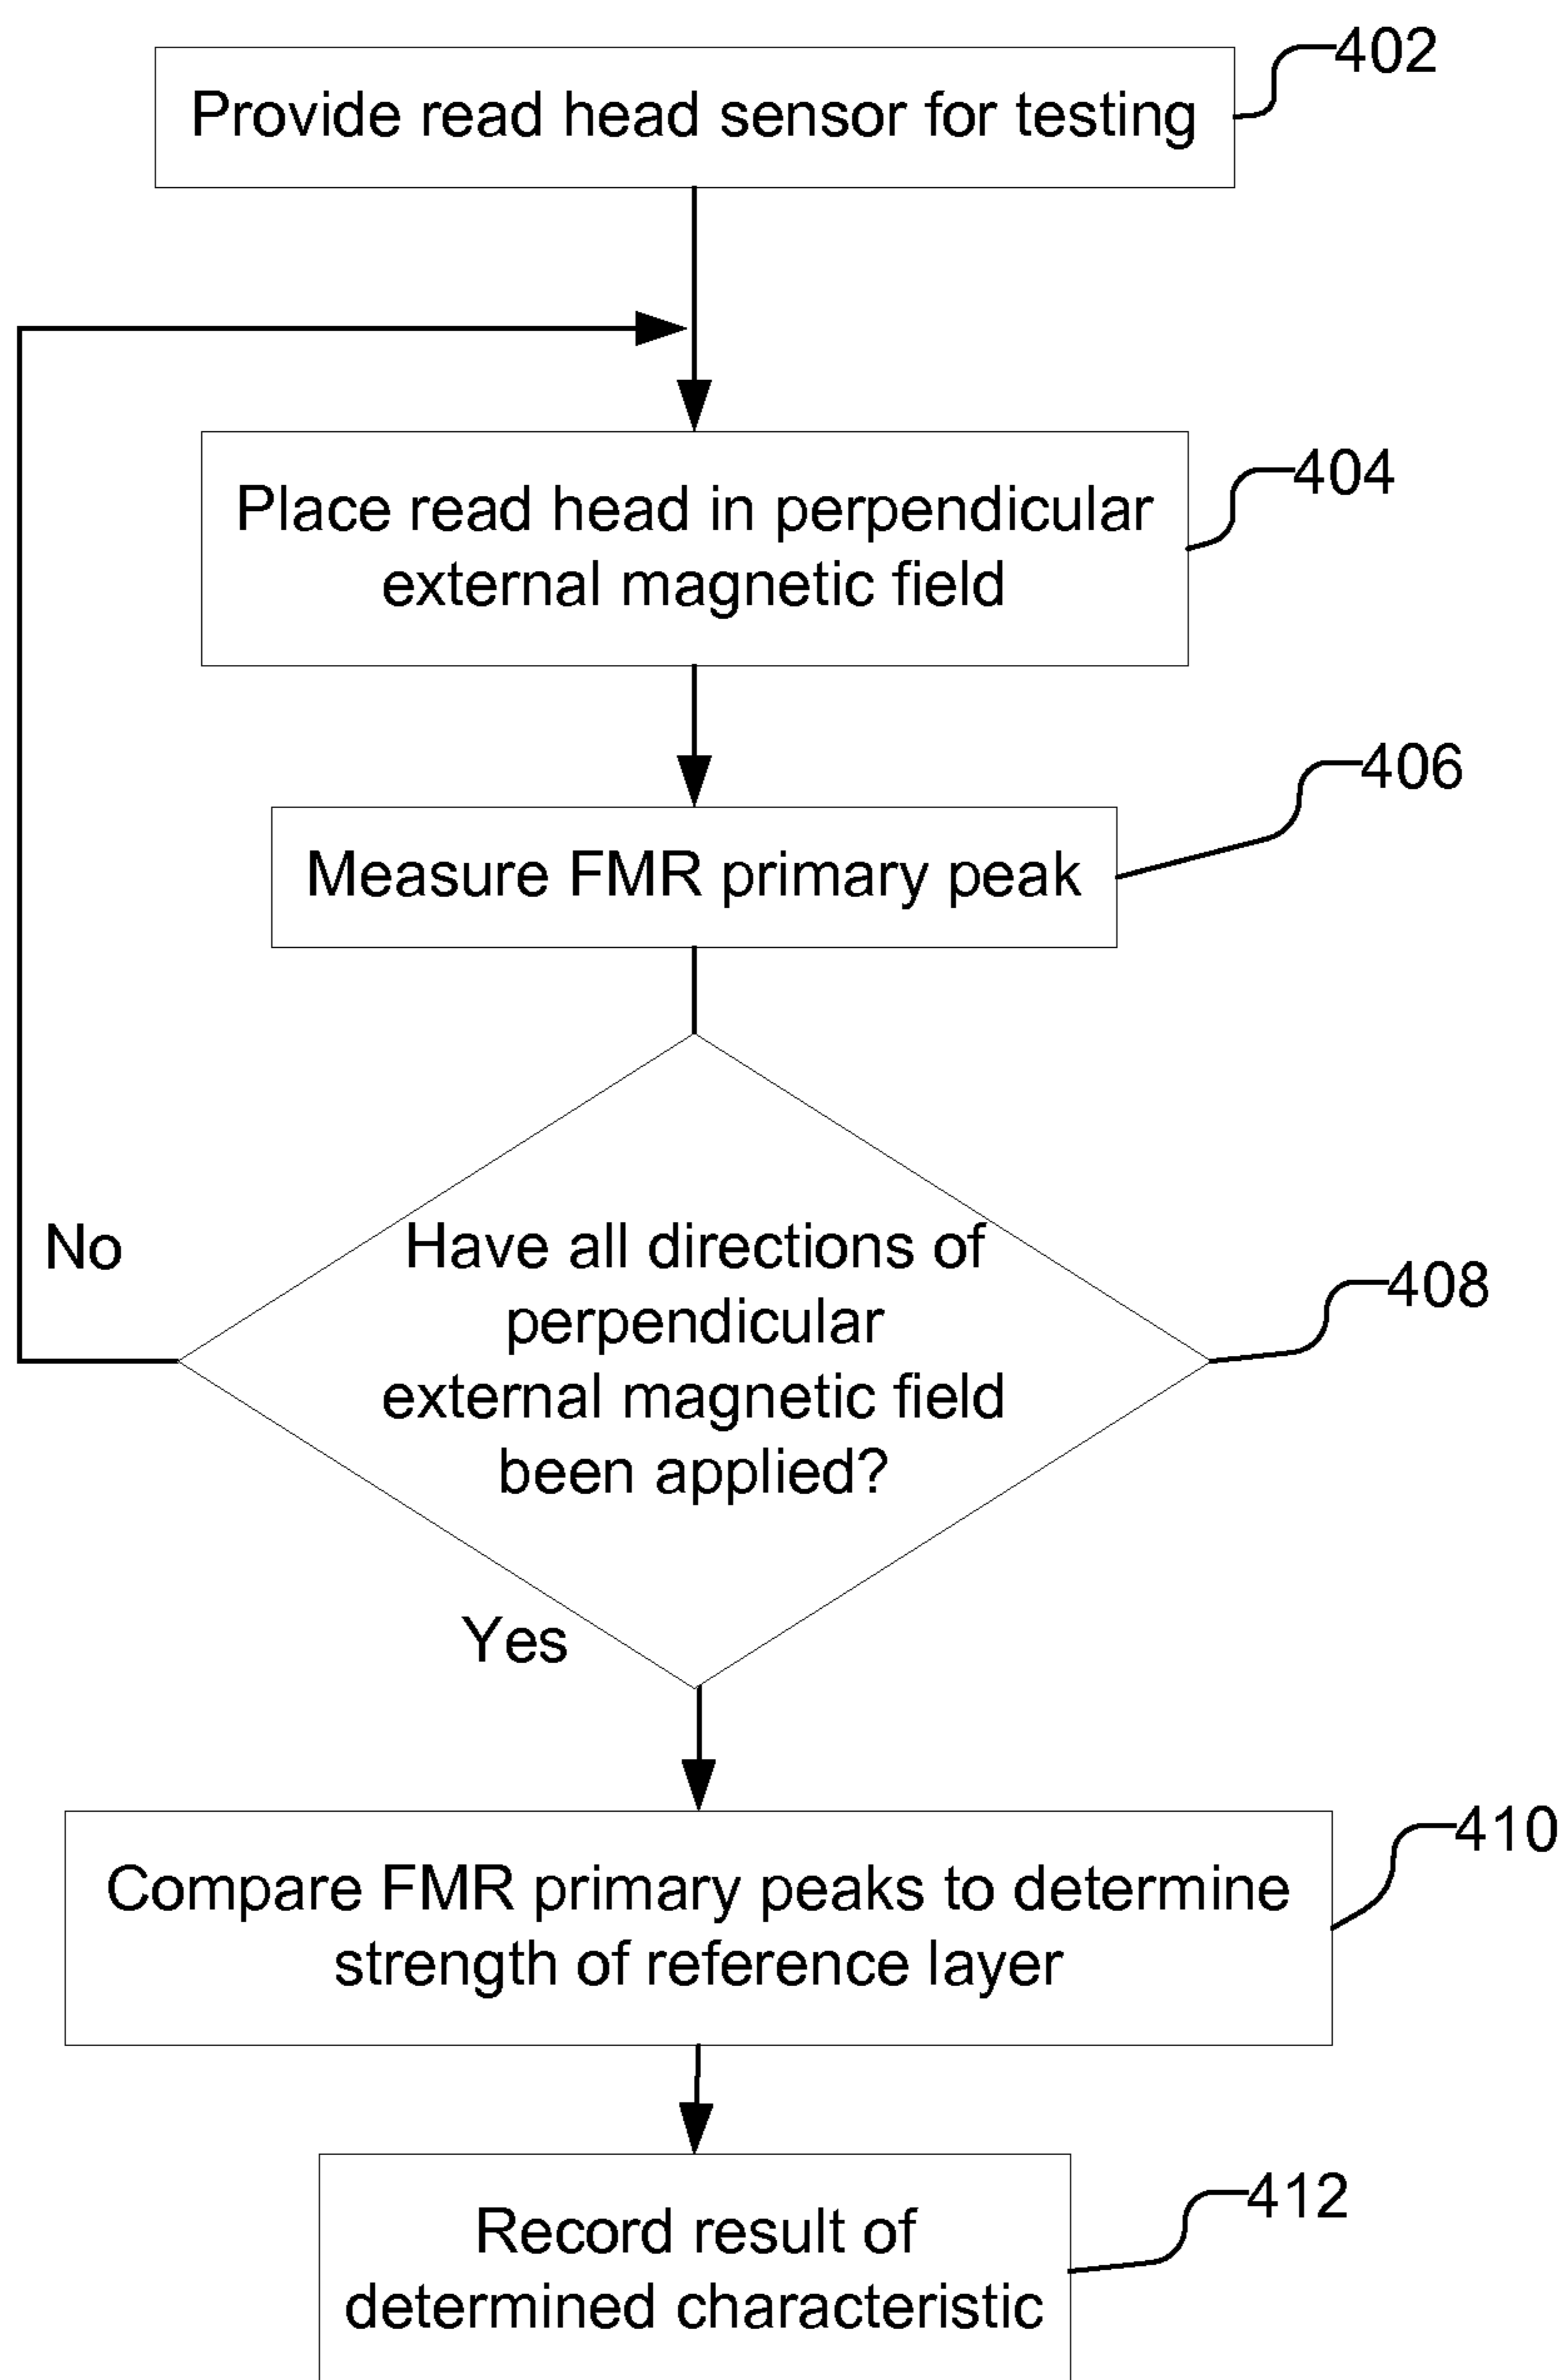 402
Provide read head sensor for testing
404
Place read head in perpendicular
external magnetic field
406
Measure FMR primary peak
No
Have all directions of
perpendicular
external magnetic field
been applied?
408
Yes
410
Compare FMR primary peaks to determine
strength of reference layer
412
Record result of
determined characteristic